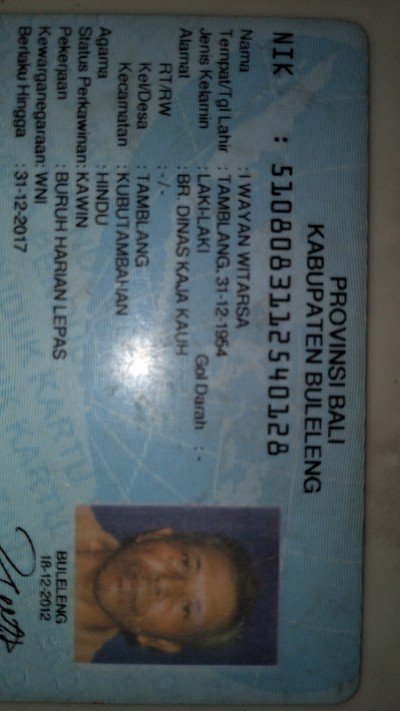 PROVINSI BALI
KABUPATEN BULELENG
NIK : 5108083112540128
Nama : I WAYAN WITARSA
Tempat/Tgl Lahir : TAMBLANG, 31-12-1954
Jenis Kelamin : LAKI-LAKI Gol Darah : -
Alamat : BR. DINAS KAJA KAUH
RT/RW : -/-
Kel/Desa : TAMBLANG
Kecamatan : KUBUTAMBAHAN
Agama : HINDU
Status Perkawinan: KAWIN
Pekerjaan : BURUH HARIAN LEPAS
Kewarganegaraan: WNI
Berlaku Hingga : 31-12-2017
BULELENG
18-12-2012